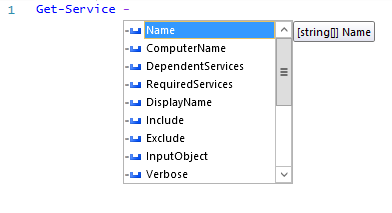 1 Get-Service -
Name
[string[]] Name
ComputerName
DependentServices
RequiredServices
DisplayName
Include
Exclude
InputObject
Verbose